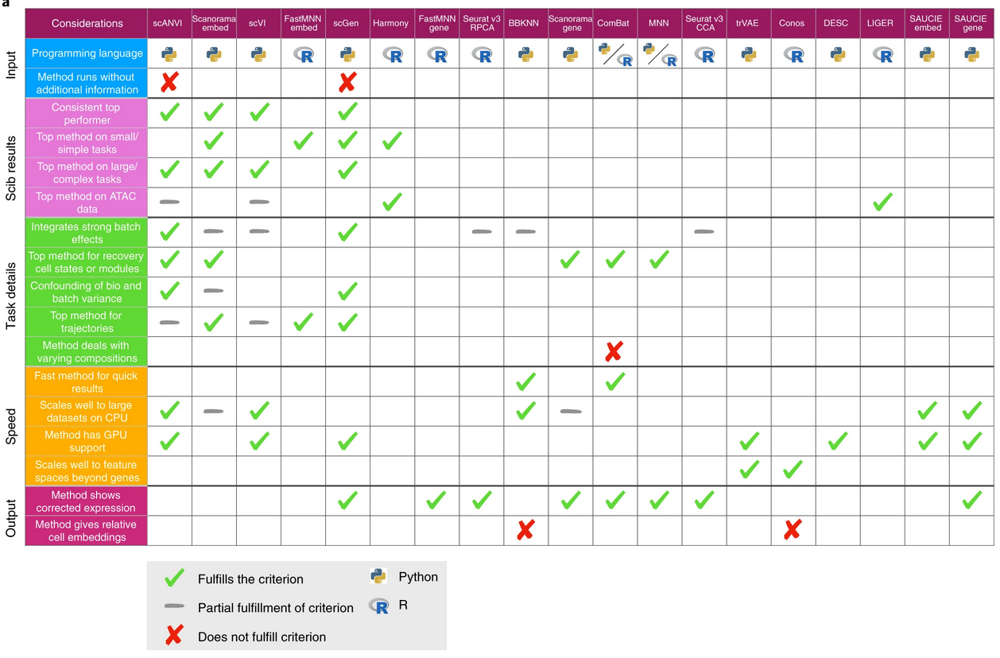 a
Considerations
scANVI
Scanorama
embed
scVI
FastMNN
embed
scGen
Harmony
FastMNN
gene
Seurat v3
RPCA
BBKNN
Scanorama
gene
ComBat
MNN
Seurat v3
CCA
trVAE
Conos
DESC
LIGER
SAUCIE
embed
SAUCIE
gene
Input
Programming language
R
R
R
R
R
R
R
R
R
Method runs without
additional information
Scib results
Consistent top
performer
Top method on small/
simple tasks
Top method on large/
complex tasks
Top method on ATAC
data
Task details
Integrates strong batch
effects
Top method for recovery
cell states or modules
Confounding of bio and
batch variance
Top method for
trajectories
Method deals with
varying compositions
Speed
Fast method for quick
results
Scales well to large
datasets on CPU
Method has GPU
support
Scales well to feature
spaces beyond genes
Output
Method shows
corrected expression
Method gives relative
cell embeddings
Fulfills the criterion
Python
Partial fulfillment of criterion
R
R
Does not fulfill criterion